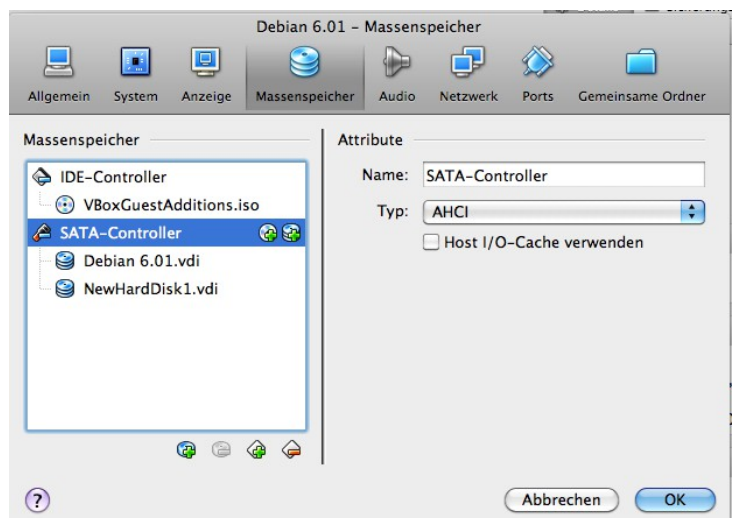 Debian 6.01 – Massenspeicher
Allgemein System Anzeige Massenspeicher Audio Netzwerk Ports Gemeinsame Ordner
Massenspeicher
IDE-Controller
VBoxGuestAdditions.iso
SATA-Controller
Debian 6.01.vdi
NewHardDisk1.vdi
Attribute
Name: SATA-Controller
Typ: AHCI
Host I/O-Cache verwenden
? Abbrechen OK